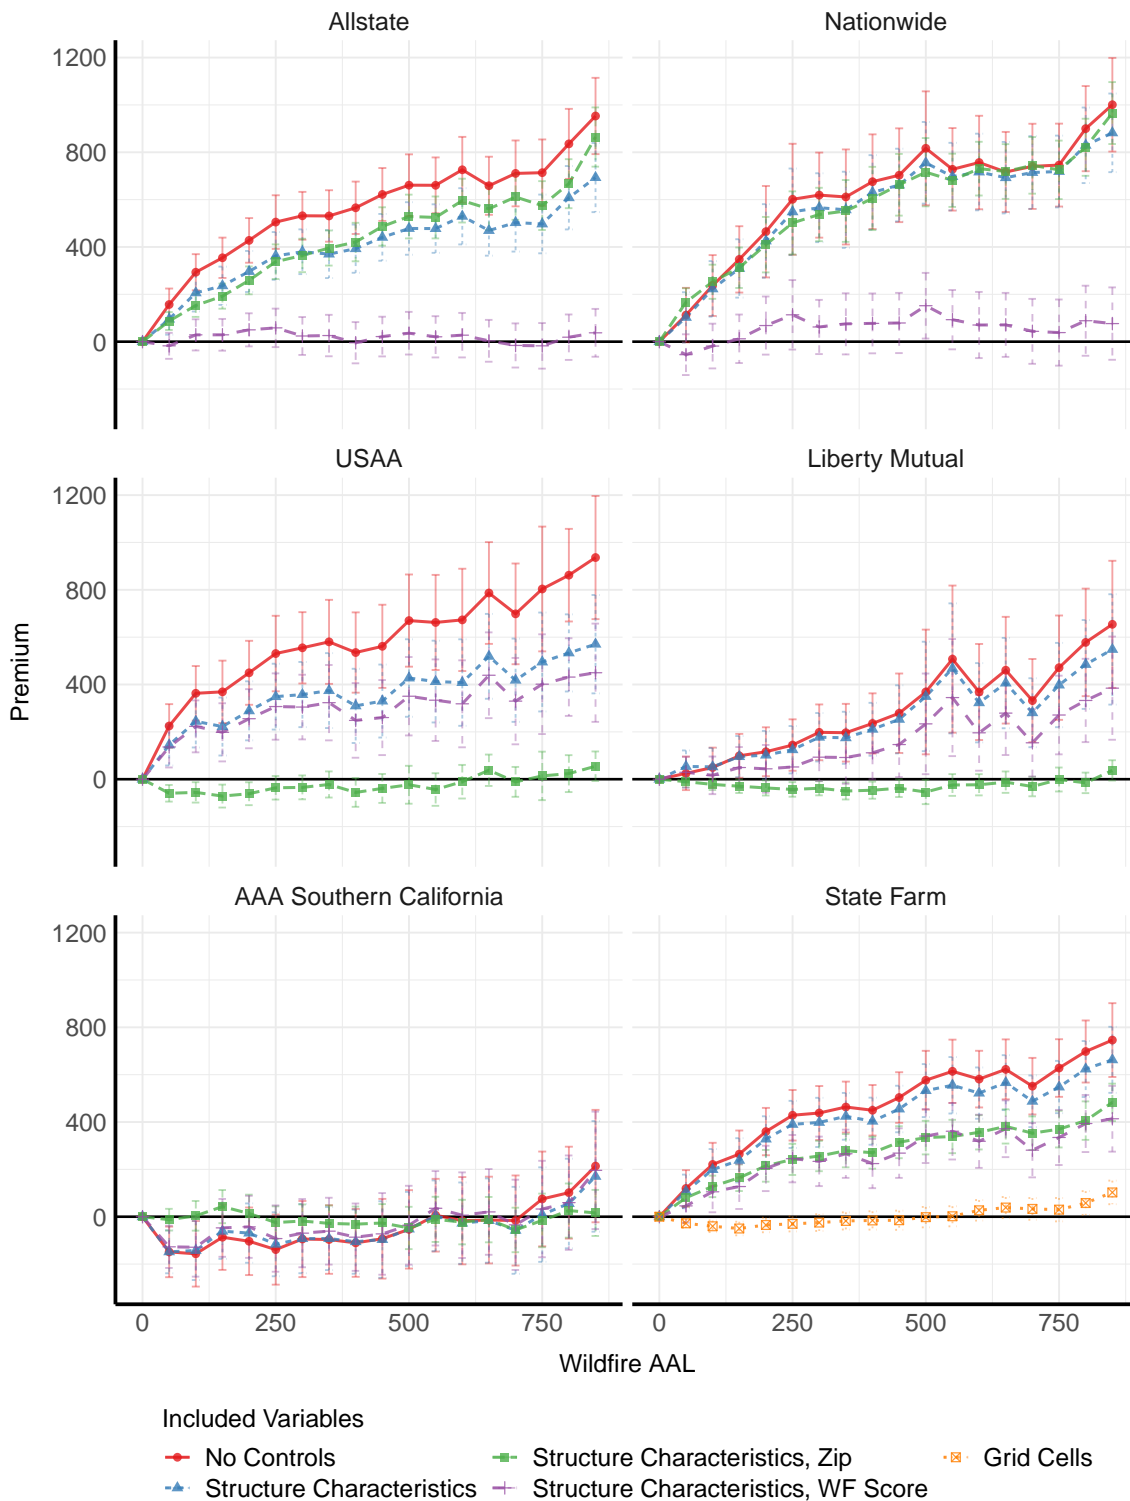 Allstate
Nationwide
1200
800
400
0
USAA
Liberty Mutual
1200
800
400
0
Premium
AAA Southern California
State Farm
1200
800
400
0
0 250 500 750 0 250 500 750
Wildfire AAL
Included Variables
No Controls
Structure Characteristics, Zip
Grid Cells
Structure Characteristics
Structure Characteristics, WF Score